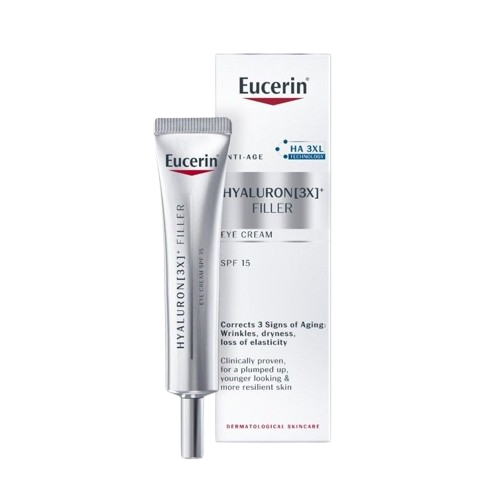 Eucerin®
ANTI-AGE
HA 3XL
TECHNOLOGY
HYALURON[3X]+
FILLER
EYE CREAM
SPF 15
Corrects 3 Signs of Aging:
Wrinkles, dryness,
loss of elasticity
Clinically proven,
for a plumped up,
younger looking &
more resilient skin
DERMATOLOGICAL SKINCARE
Eucerin®
HYALURON[3X]+ FILLER
EYE CREAM SPF 15